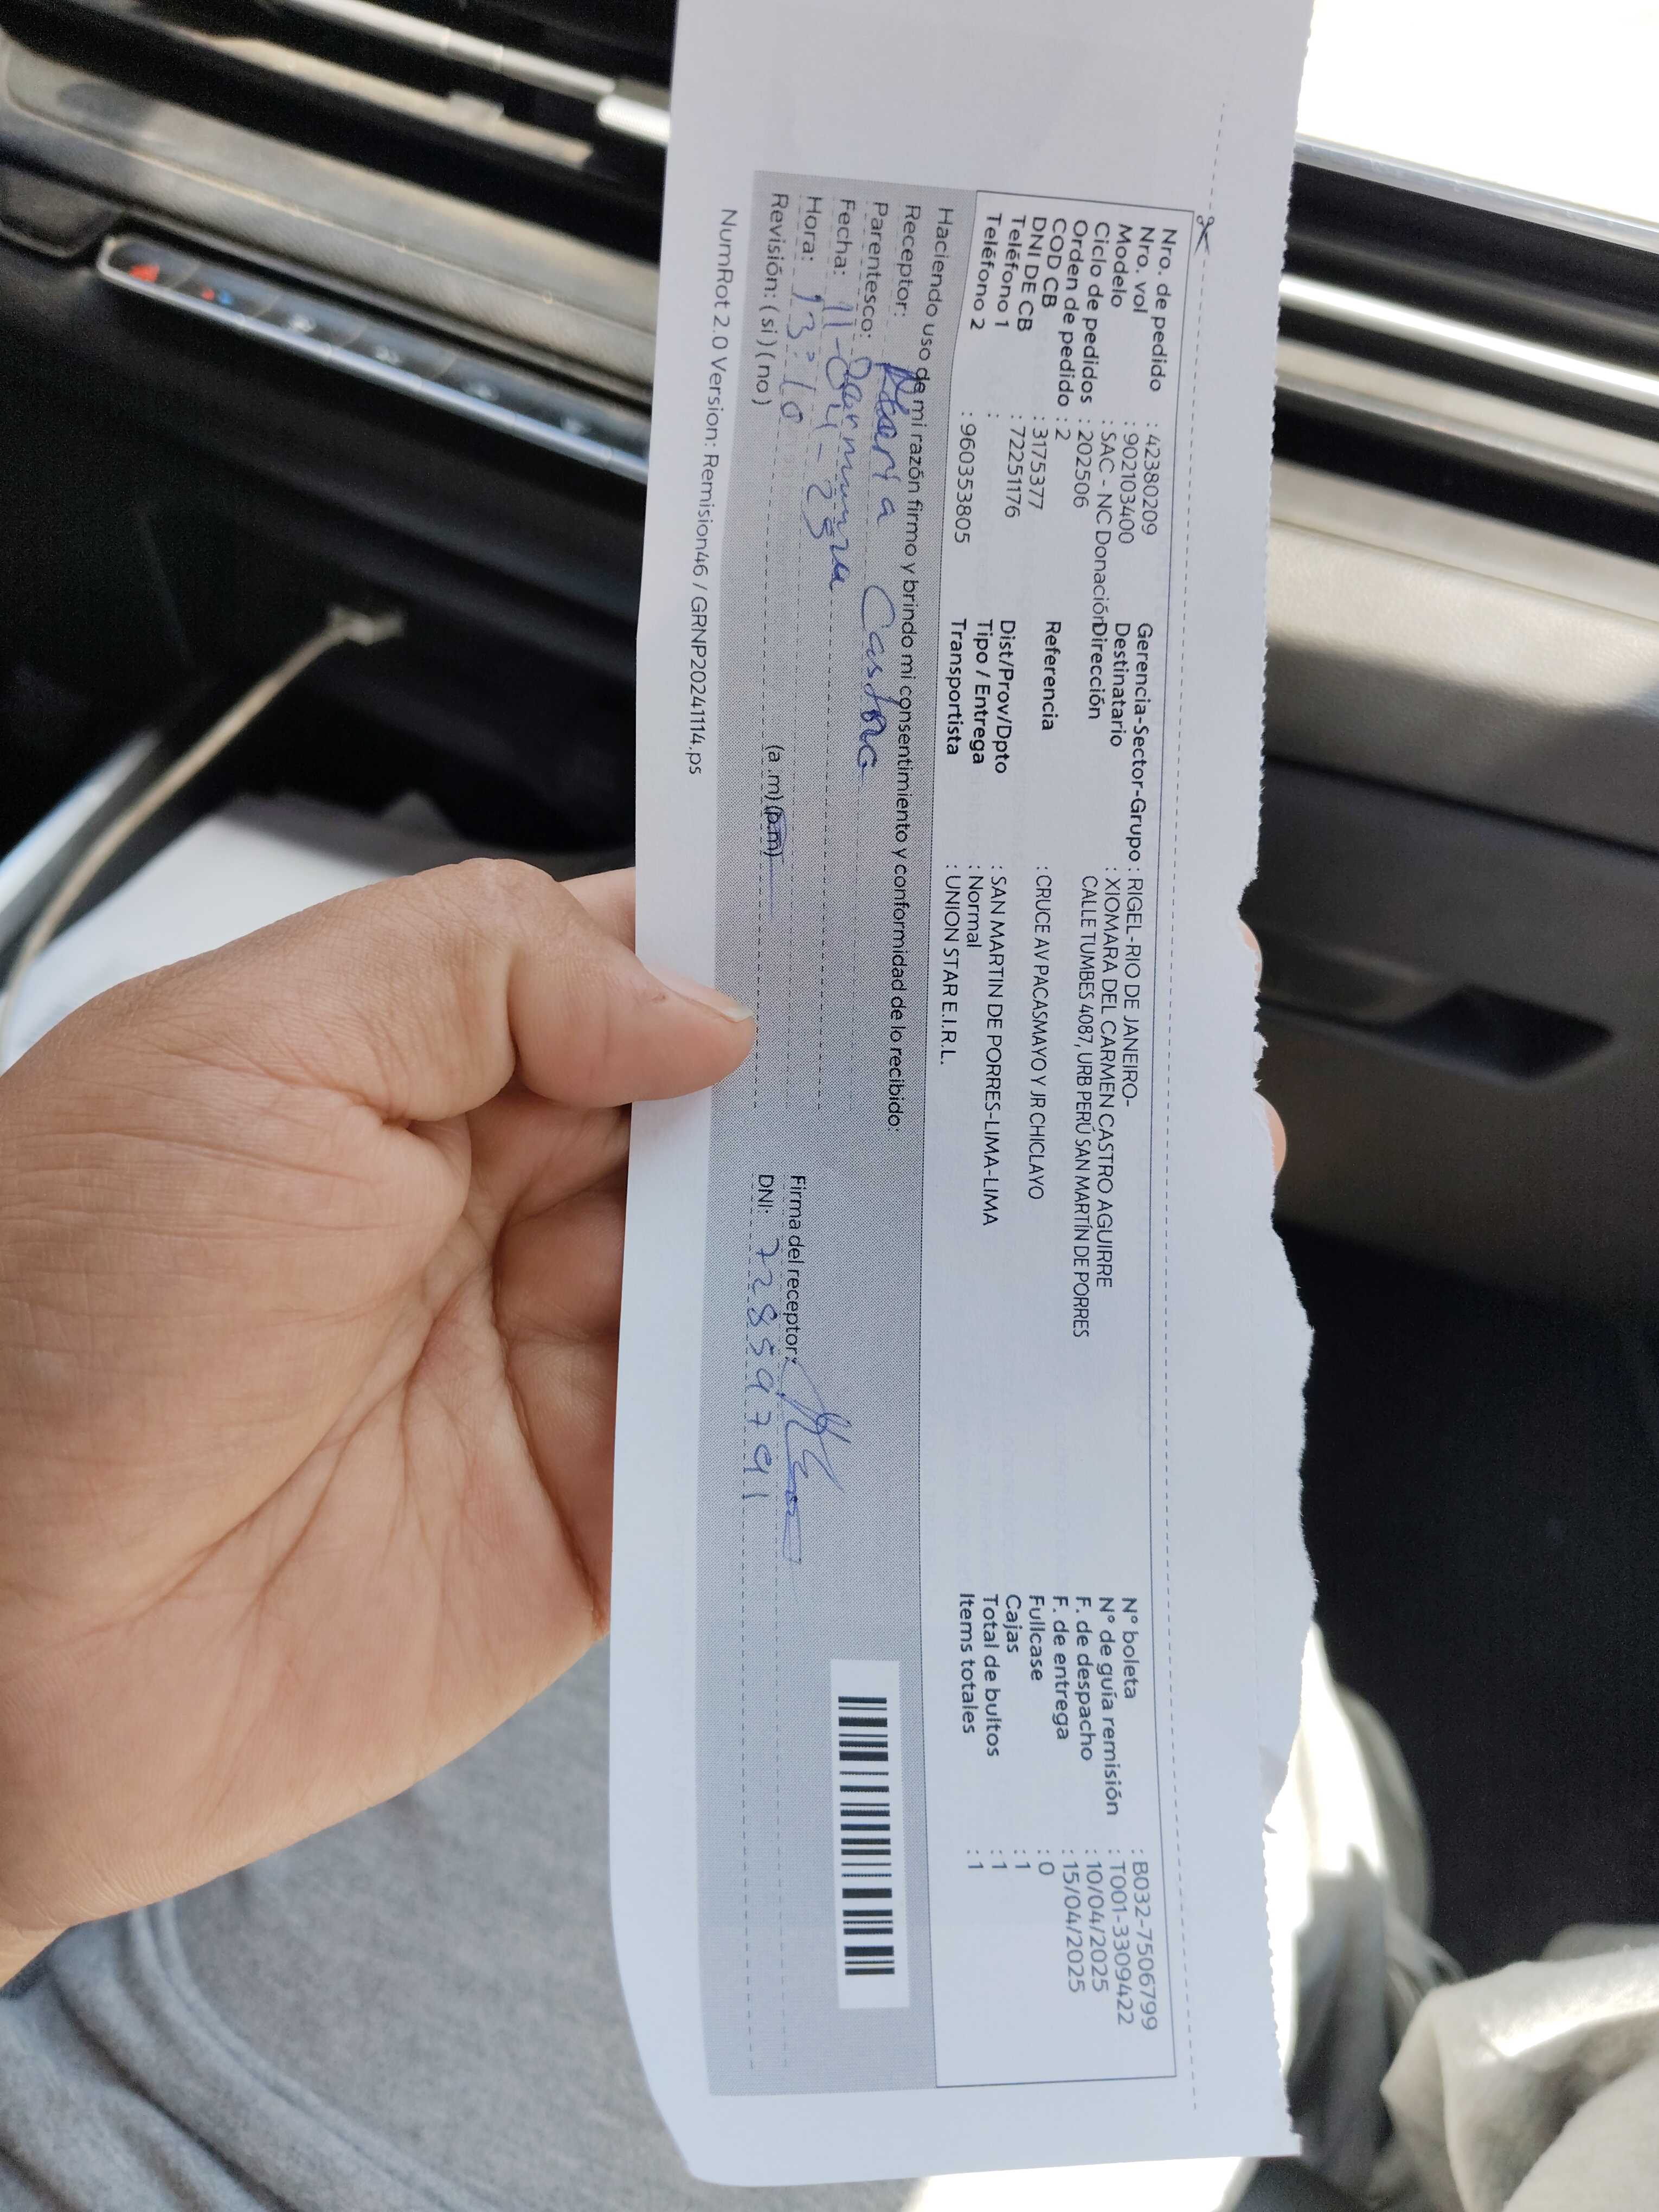 Nro. de pedido : 42380209
Nro. vol : 902103400
Modelo : SAC - NC Donación
Ciclo de pedidos : 202506
Orden de pedido : 2
COD CB : 3175377
DNI DE CB : 72251176
Teléfono 1 :
Teléfono 2 : 960353805
Gerencia-Sector-Grupo : RIGEL-RIO DE JANEIRO-
Destinatario : XIOMARA DEL CARMEN CASTRO AGUIRRE
Dirección CALLE TUMBES 4087, URB PERÚ SAN MARTÍN DE PORRES
Referencia : CRUCE AV PACASMAYO Y JR CHICLAYO
Dist/Prov/Dpto : SAN MARTIN DE PORRES-LIMA-LIMA
Tipo / Entrega : Normal
Transportista : UNION STAR E.I.R.L.
N° boleta : B032-7506799
N° de guía remisión : T001-3309422
F. de despacho : 10/04/2025
F. de entrega : 15/04/2025
Fullcase : 0
Cajas : 1
Total de bultos : 1
Items totales : 1
Haciendo uso de mi razón firmo y brindo mi consentimiento y conformidad de lo recibido:
Receptor: Castro
Parentesco:
Fecha: 11-04-25
Hora: 13:10 (a.m) (p.m)
Revisión: (si) (no)
Firma del receptor:
DNI: 72859791
NumRot 2.0 Version: Remision46 / GRNP20241114.ps